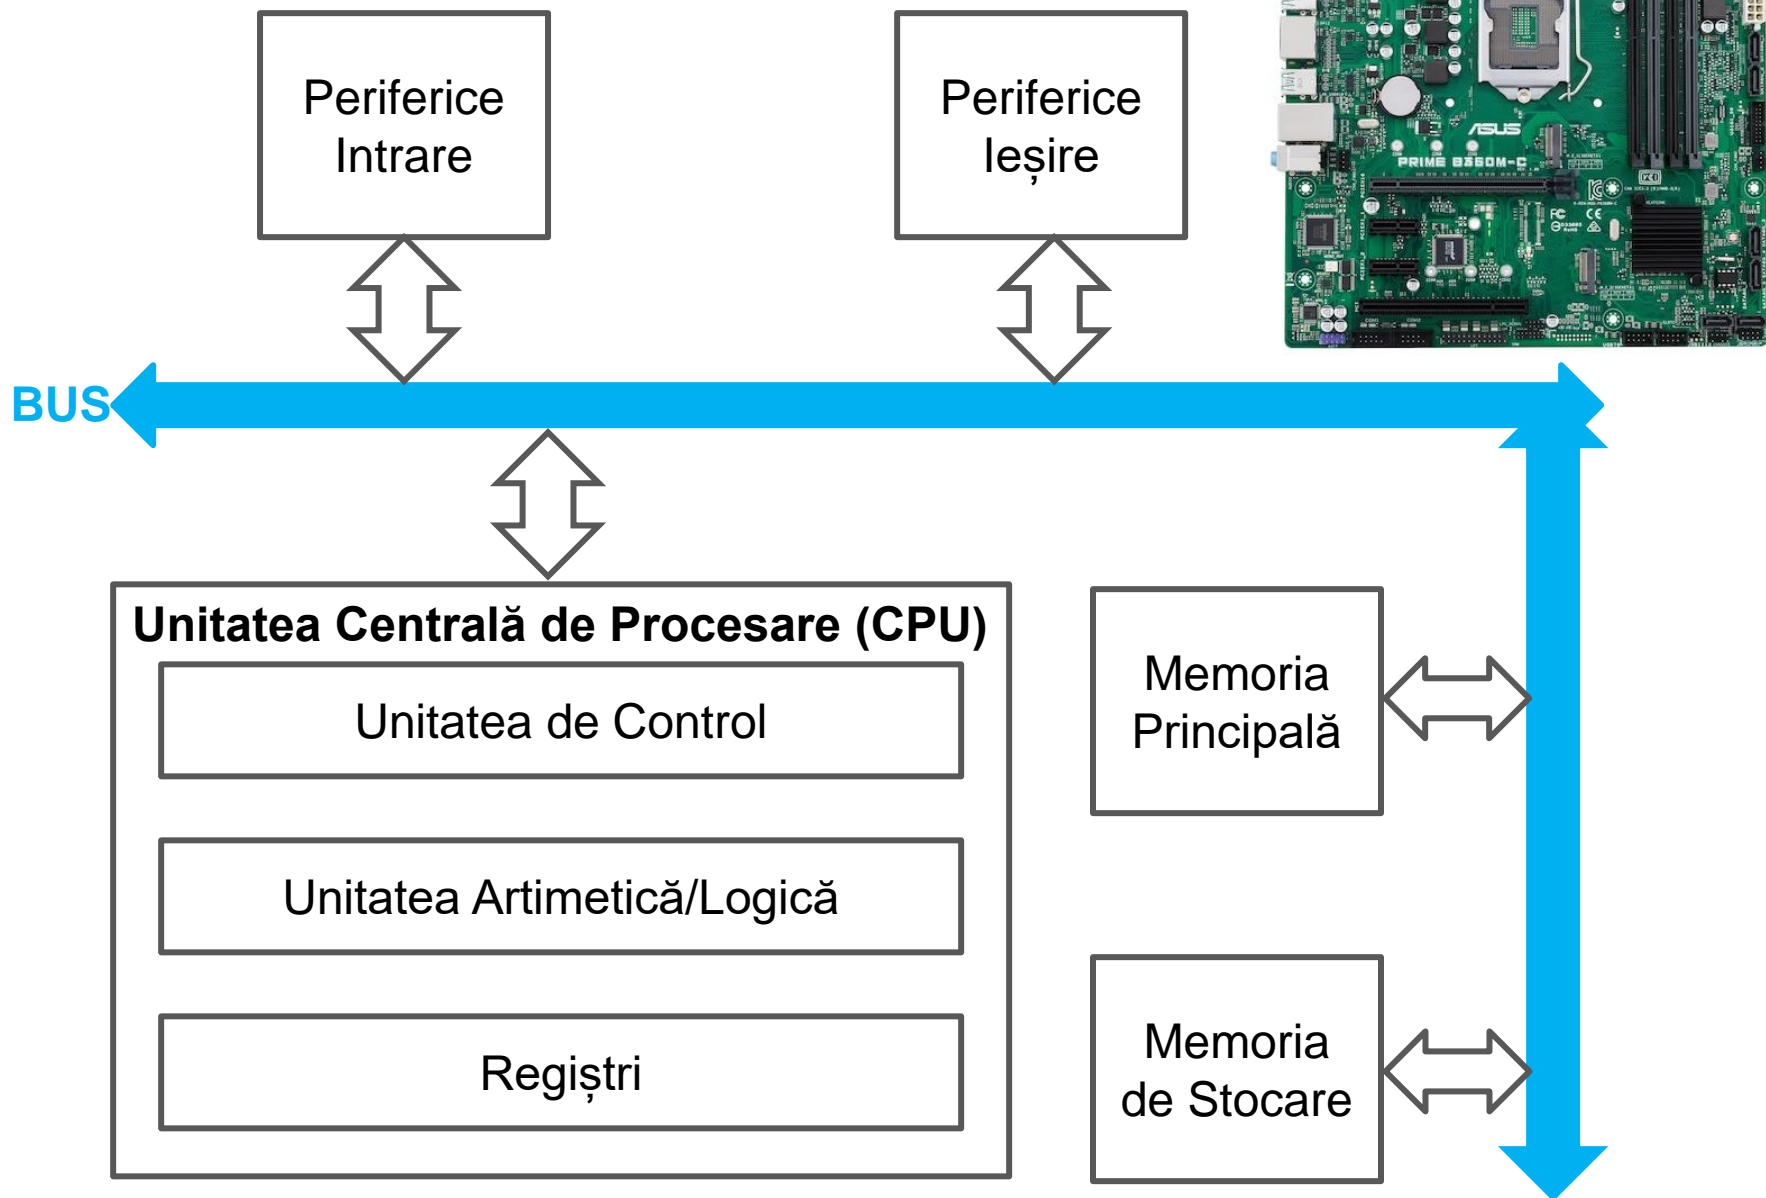 Periferice
Intrare
Periferice
Ieșire
ASUS
PRIME B360M-C
BUS
Unitatea Centrală de Procesare (CPU)
Unitatea de Control
Unitatea Artimetică/Logică
Regiștri
Memoria
Principală
Memoria
de Stocare